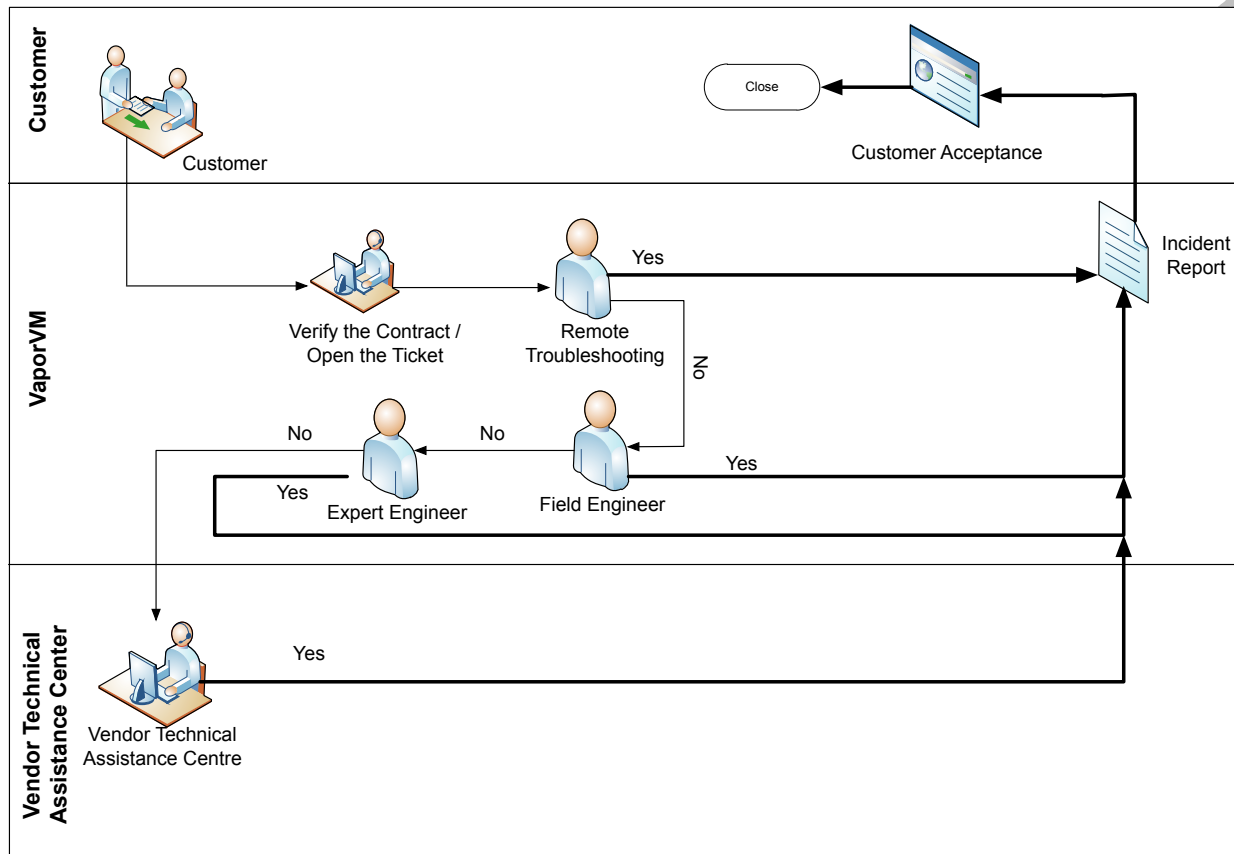 Customer
Customer
Close
Customer Acceptance
VaporVM
Verify the Contract /
Open the Ticket
Remote
Troubleshooting
Yes
No
Incident
Report
No
No
Yes
Yes
Expert Engineer
Field Engineer
Vendor Technical
Assistance Center
Yes
Vendor Technical
Assistance Centre